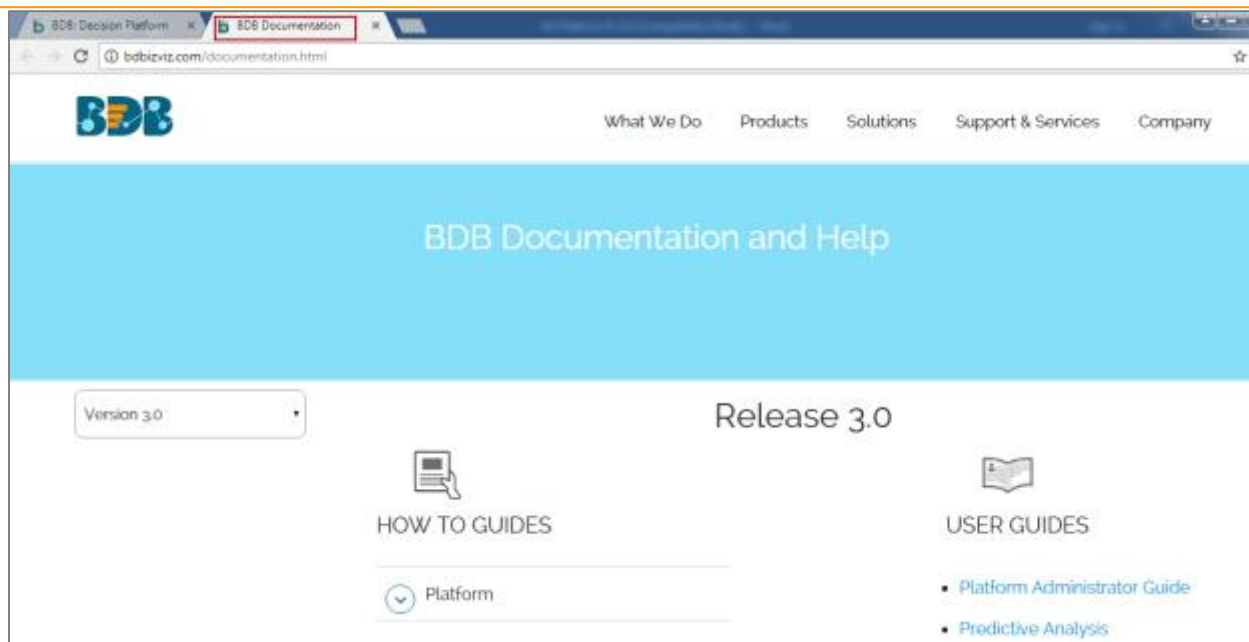 BDB: Decision Platform
BDB Documentation
bdbizviz.com/documentation.html
BDB
What We Do Products Solutions Support & Services Company
BDB Documentation and Help
Version 3.0
Release 3.0
HOW TO GUIDES
USER GUIDES
Platform
Platform Administrator Guide
Predictive Analysis